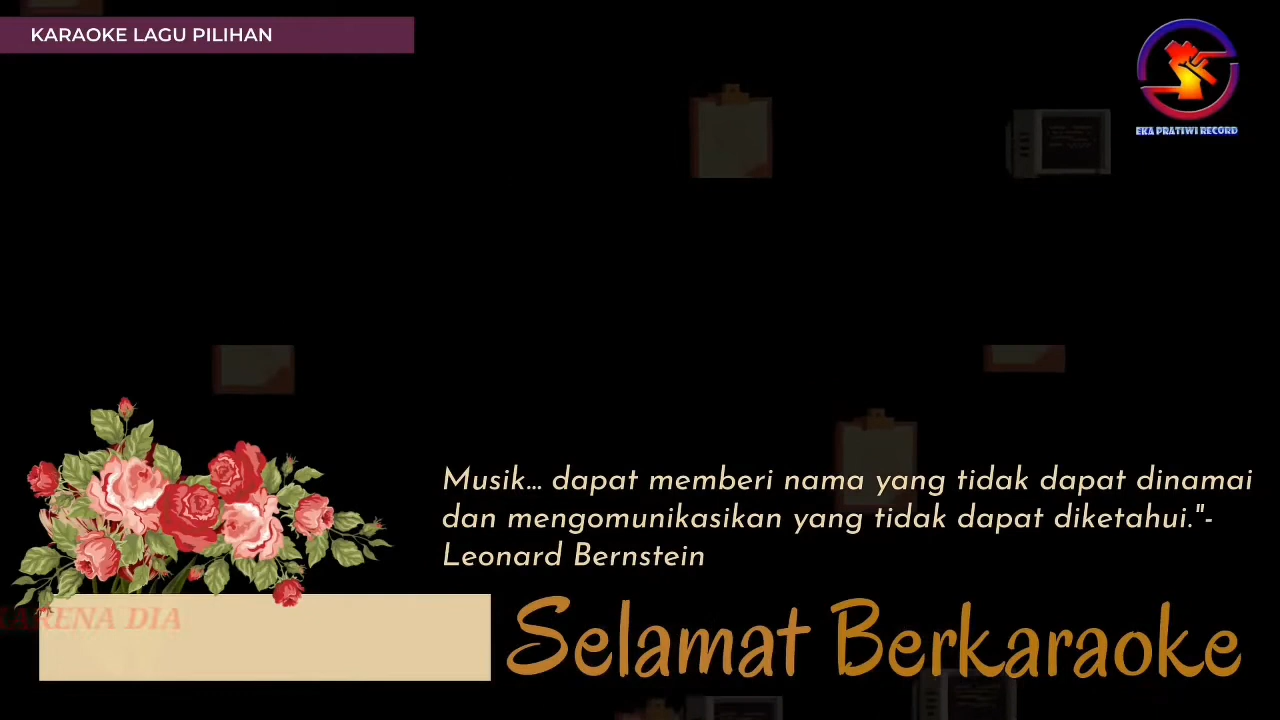 KARAOKE LAGU PILIHAN
EKA PRATIWI RECORD
Musik... dapat memberi nama yang tidak dapat dinamai
dan mengomunikasikan yang tidak dapat diketahui."-
Leonard Bernstein
KARENA DIA
Selamat Berkaraoke